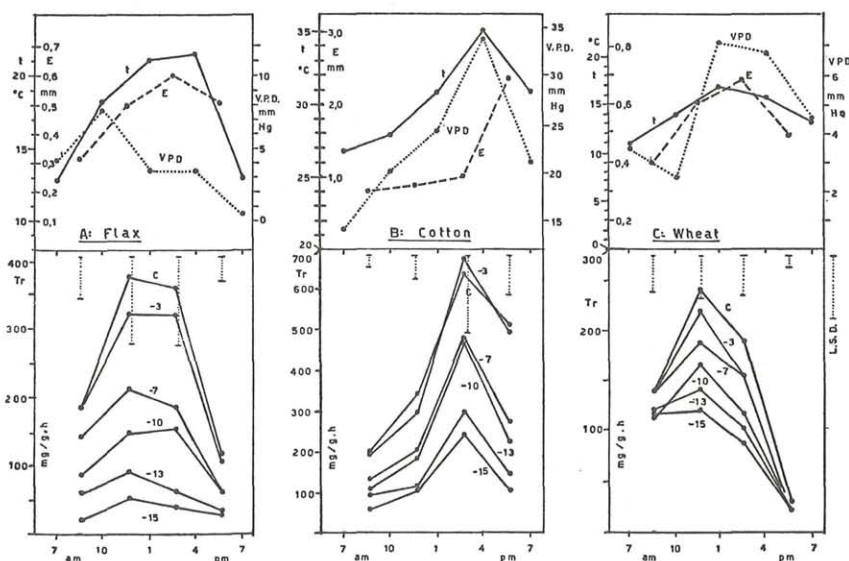 t
E
°C
mm
0,7
0,6
0,5
0,4
0,3
0,2
0,1
20
15
10
t
E
VPD
10
5
0
V.P.D.
mm
Hg
A: Flax
35
30
25
20
t
°C
3,0
E
mm
2,0
1,0
t
VPD
E
35
V.P.D.
30
mm
Hg
25
20
15
B: Cotton
°C
t
20
15
10
5
0
0,8
0,6
0,4
0,2
VPD
E
t
8
VPD
6
mm
Hg
4
2
C: Wheat
400
Tr
300
200
mg/g.h
100
C
-3
-7
-10
-13
-15
7 10 1 4 7
am pm
700
Tr
600
500
400
300
200
mg/g.h
100
-3
C
-7
-10
-13
-15
7 10 1 4 7
am pm
300
Tr
200
mg/g.h
100
C
-3
-7
-10
-13
-15
L.S.D.
7 10 1 4 7
am pm